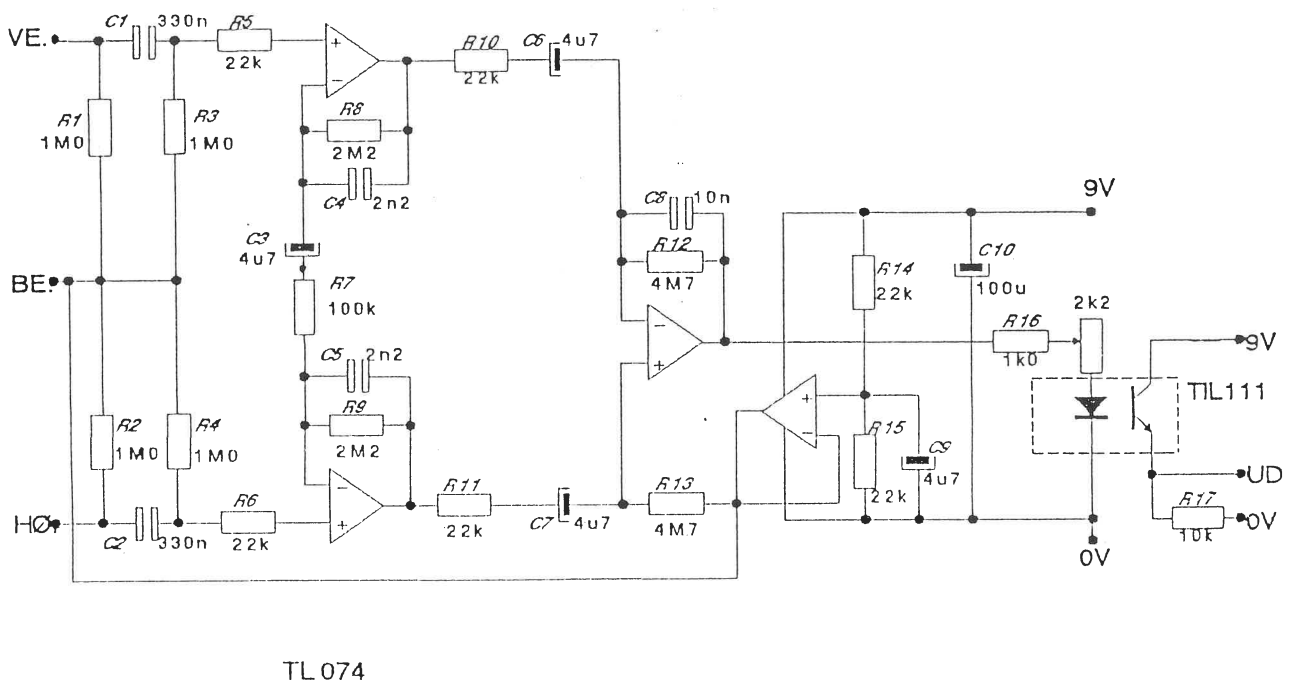 VE. C1 330n R5 22k
R10 22k C6 4u7
R1 1M0 R3 1M0
R8 2M2
C4 2n2
C3 4u7
BE. R7 100k
C8 10n
R12 4M7
9V
R14 22k C10 100u
2k2
R16 1k0
9V
TIL111
C5 2n2
R9 2M2
R2 1M0 R4 1M0
R15 22k C9 4u7
HØ. C2 330n R6 22k
R11 22k C7 4u7
R13 4M7
UD
R17 10k 0V
0V
TL074